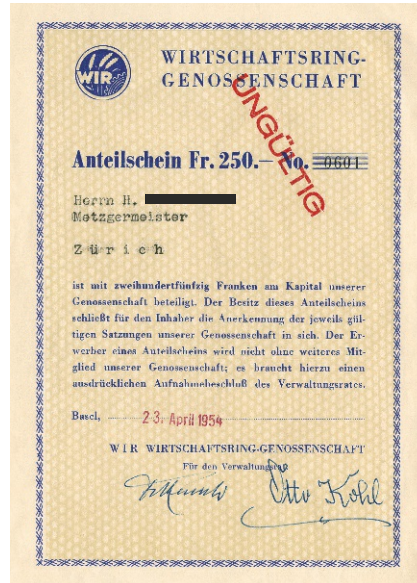 WIR
WIRTSCHAFTSRING-
GENOSSENSCHAFT
UNGÜLTIG
Anteilschein Fr. 250.— No. 0601
Herrn H.
Metzgermeister
Zürich
ist mit zweihundertfünfzig Franken am Kapital unserer
Genossenschaft beteiligt. Der Besitz dieses Anteilscheins
schließt für den Inhaber die Anerkennung der jeweils gül-
tigen Satzungen unserer Genossenschaft in sich. Der Er-
werber eines Anteilscheins wird nicht ohne weiteres Mit-
glied unserer Genossenschaft; es braucht hierzu einen
ausdrücklichen Aufnahmebeschluß des Verwaltungsrates.
Basel, 23. April 1954
WIR WIRTSCHAFTSRING-GENOSSENSCHAFT
Für den Verwaltungsrat
Otto Kohl